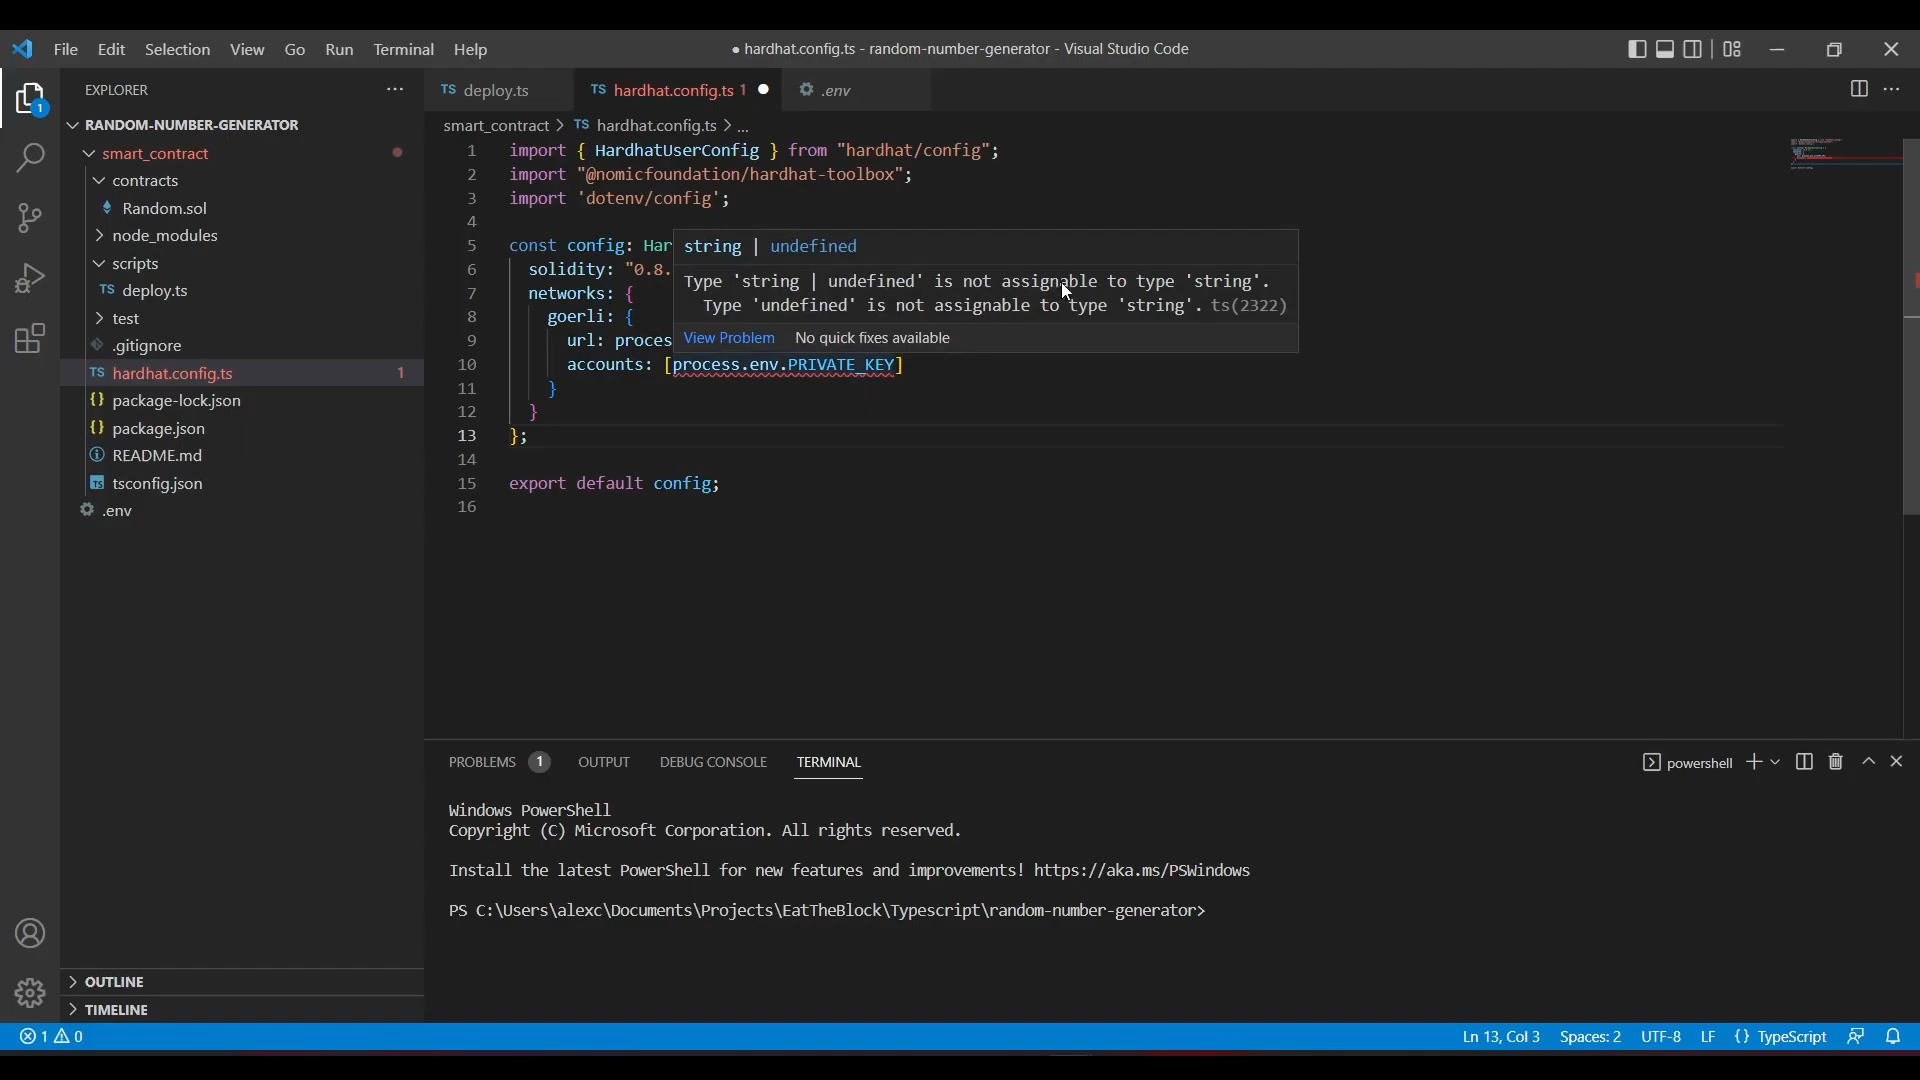 File Edit Selection View Go Run Terminal Help
● hardhat.config.ts - random-number-generator - Visual Studio Code
EXPLORER
1
RANDOM-NUMBER-GENERATOR
smart_contract
contracts
Random.sol
node_modules
scripts
TS deploy.ts
test
.gitignore
TS hardhat.config.ts 1
{} package-lock.json
{} package.json
README.md
TS tsconfig.json
.env
OUTLINE
TIMELINE
TS deploy.ts TS hardhat.config.ts 1 .env
smart_contract > TS hardhat.config.ts > ...
1 import { HardhatUserConfig } from "hardhat/config";
2 import "@nomicfoundation/hardhat-toolbox";
3 import 'dotenv/config';
4
5 const config: Har
6 solidity: "0.8.
7 networks: {
8 goerli: {
9 url: proces
10 accounts: [process.env.PRIVATE_KEY]
11 }
12 }
13 };
14
15 export default config;
16
string | undefined
Type 'string | undefined' is not assignable to type 'string'.
Type 'undefined' is not assignable to type 'string'. ts(2322)
View Problem No quick fixes available
PROBLEMS 1 OUTPUT DEBUG CONSOLE TERMINAL
powershell
Windows PowerShell
Copyright (C) Microsoft Corporation. All rights reserved.
Install the latest PowerShell for new features and improvements! https://aka.ms/PSWindows
PS C:\Users\alexc\Documents\Projects\EatTheBlock\Typescript\random-number-generator>
1 0
Ln 13, Col 3 Spaces: 2 UTF-8 LF {} TypeScript